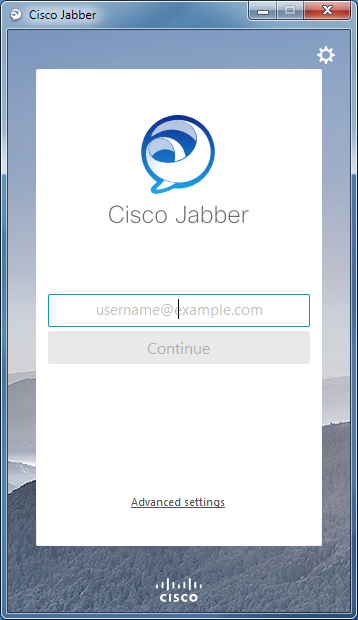 Cisco Jabber
Cisco Jabber
username@example.com
Continue
Advanced settings
CISCO